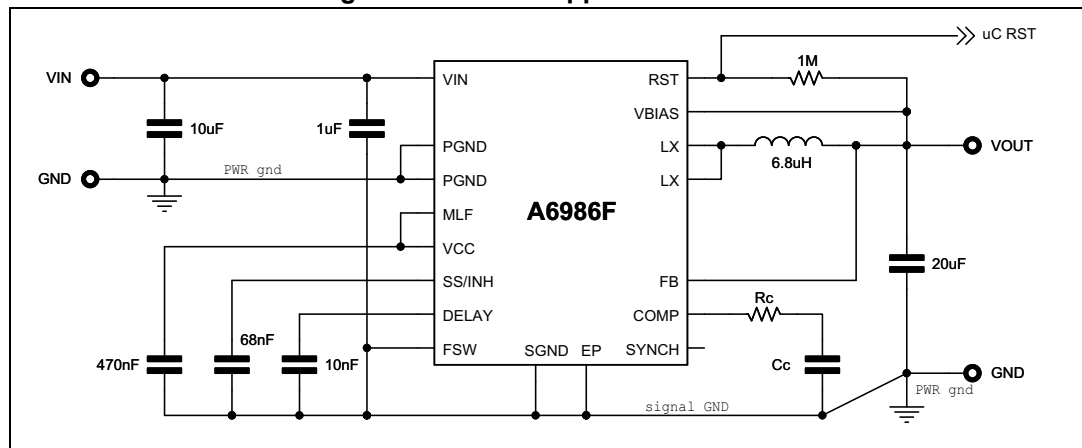 uC RST
1M
VIN
VIN
RST
10uF
1uF
VBIAS
PGND
LX
6.8uH
VOUT
GND
PWR gnd
PGND
LX
A6986F
MLF
VCC
SS/INH
FB
20uF
DELAY
COMP
Rc
470nF
68nF
10nF
FSW
SGND
EP
SYNCH
Cc
GND
PWR gnd
signal GND